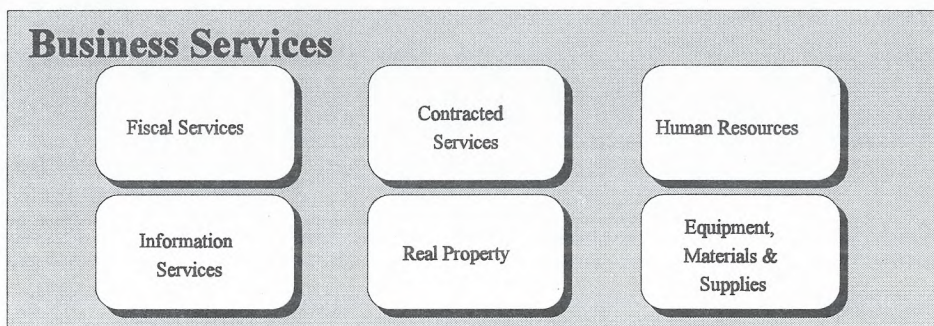 Business Services
Fiscal Services
Contracted
Services
Human Resources
Information
Services
Real Property
Equipment,
Materials &
Supplies